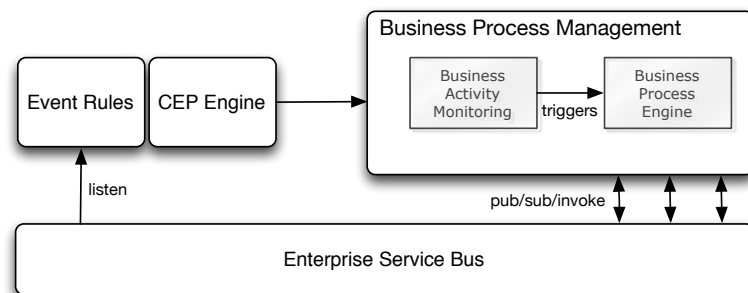 Business Process Management
Event Rules
CEP Engine
Business
Activity
Monitoring
triggers
Business
Process
Engine
listen
pub/sub/invoke
Enterprise Service Bus